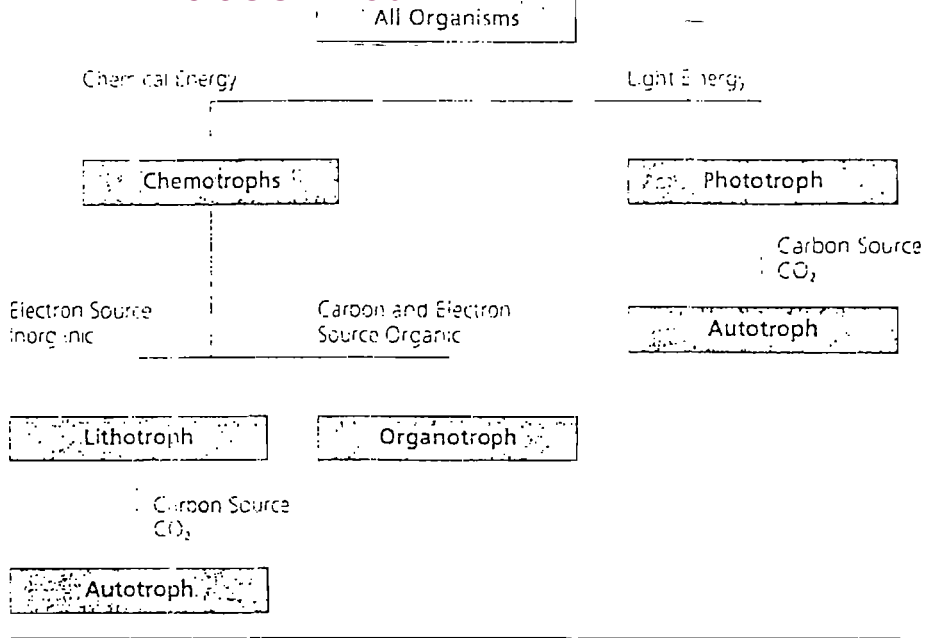 All Organisms
Chemical Energy
Light Energy
Chemotrophs
Phototroph
Carbon Source
CO₂
Electron Source
Inorganic
Carbon and Electron
Source Organic
Autotroph
Lithotroph
Organotroph
Carbon Source
CO₂
Autotroph